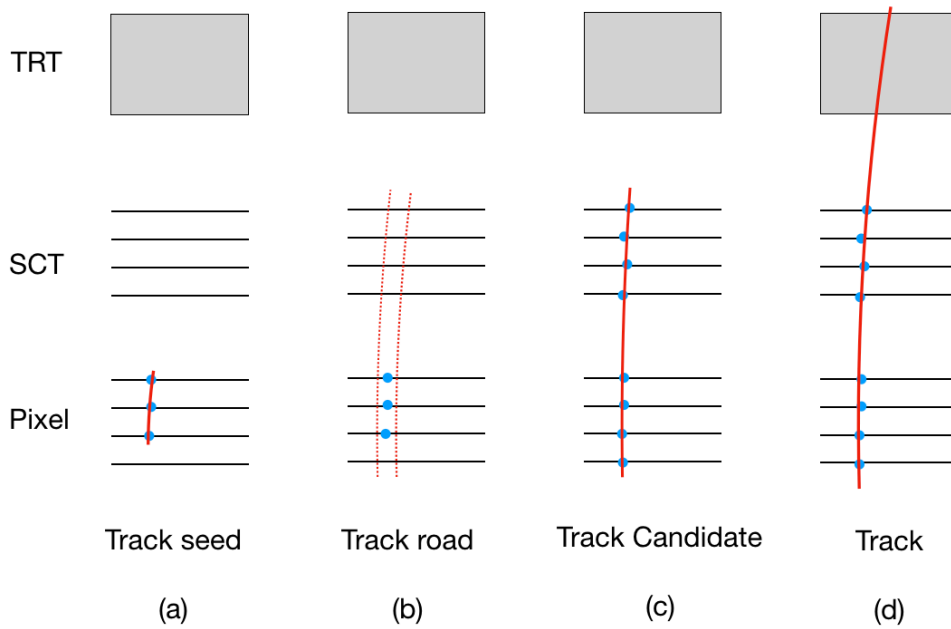 TRT
SCT
Pixel
Track seed Track road Track Candidate Track
(a) (b) (c) (d)